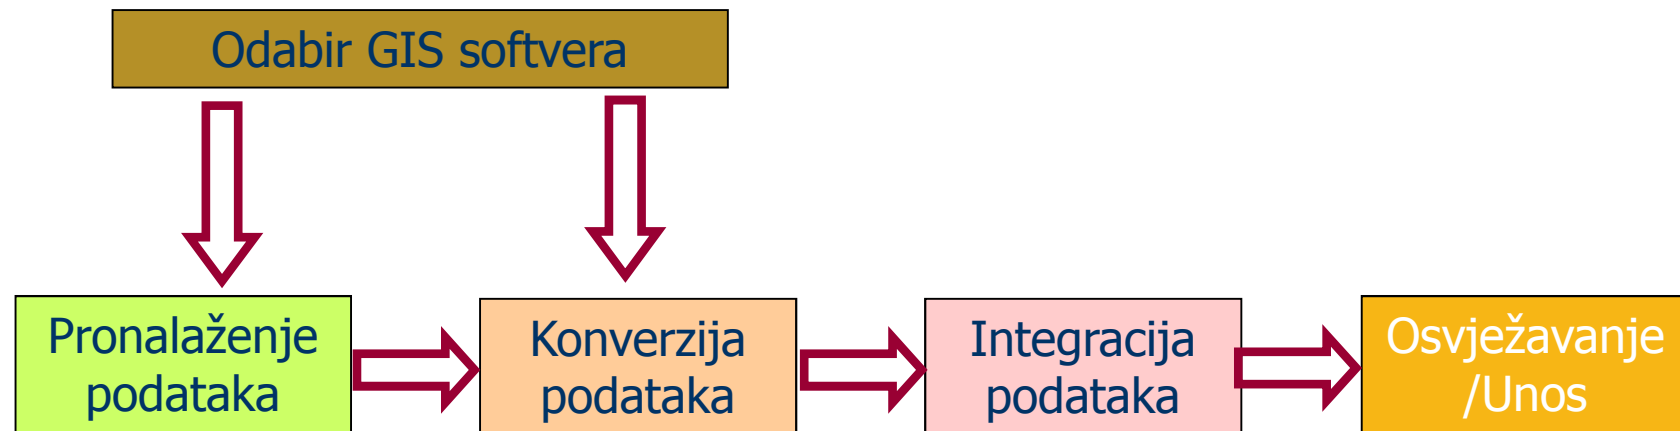 Odabir GIS softvera
Pronalaženje
podataka
Konverzija
podataka
Integracija
podataka
Osvježavanje
/Unos